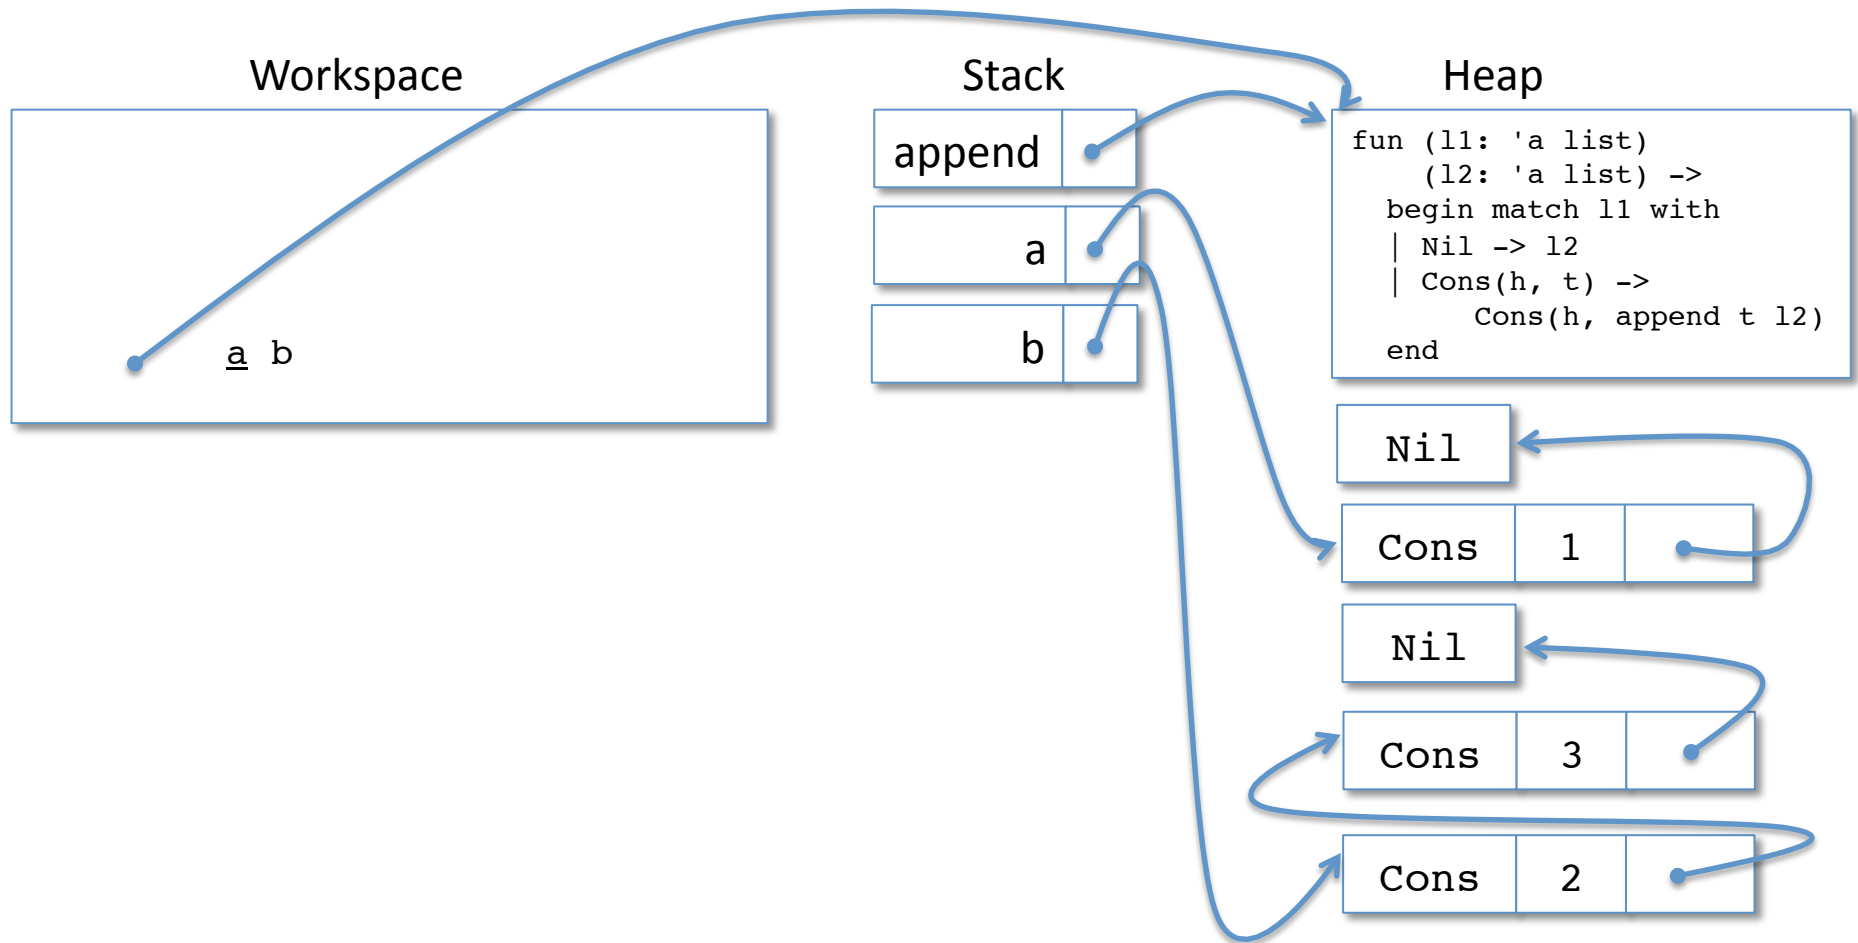 Workspace
a b
Stack
append
a
b
Heap
fun (l1: 'a list)
(l2: 'a list) ->
begin match l1 with
| Nil -> l2
| Cons(h, t) ->
Cons(h, append t l2)
end
Nil
Cons 1
Nil
Cons 3
Cons 2